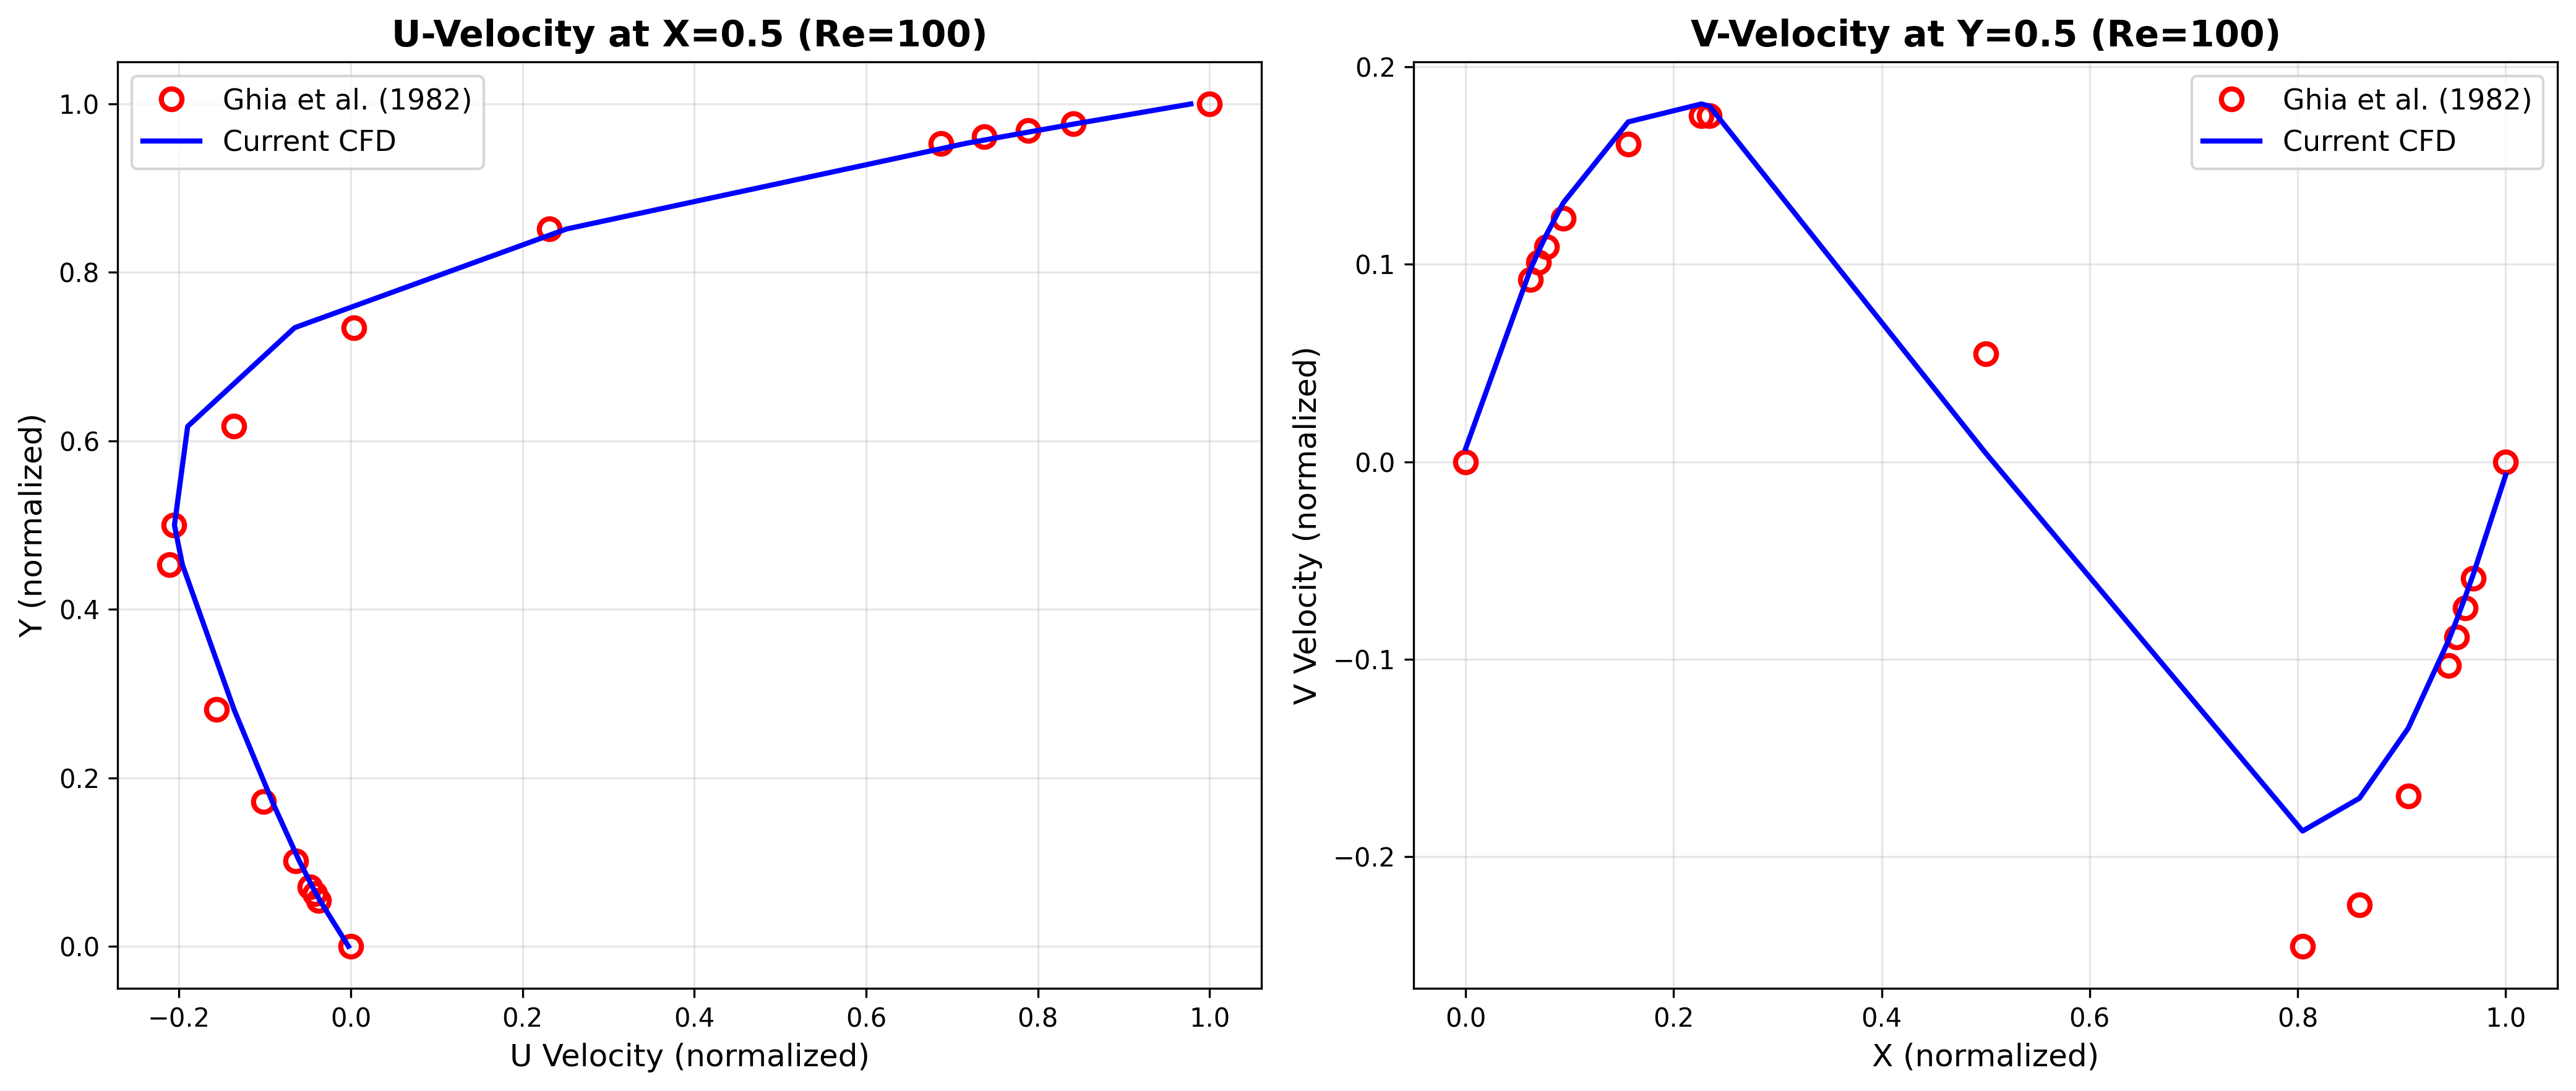 U-Velocity at X=0.5 (Re=100)
Ghia et al. (1982)
Current CFD
Y (normalized)
1.0
0.8
0.6
0.4
0.2
0.0
−0.2
0.0
0.2
0.4
0.6
0.8
1.0
U Velocity (normalized)
V-Velocity at Y=0.5 (Re=100)
Ghia et al. (1982)
Current CFD
V Velocity (normalized)
0.2
0.1
0.0
−0.1
−0.2
0.0
0.2
0.4
0.6
0.8
1.0
X (normalized)